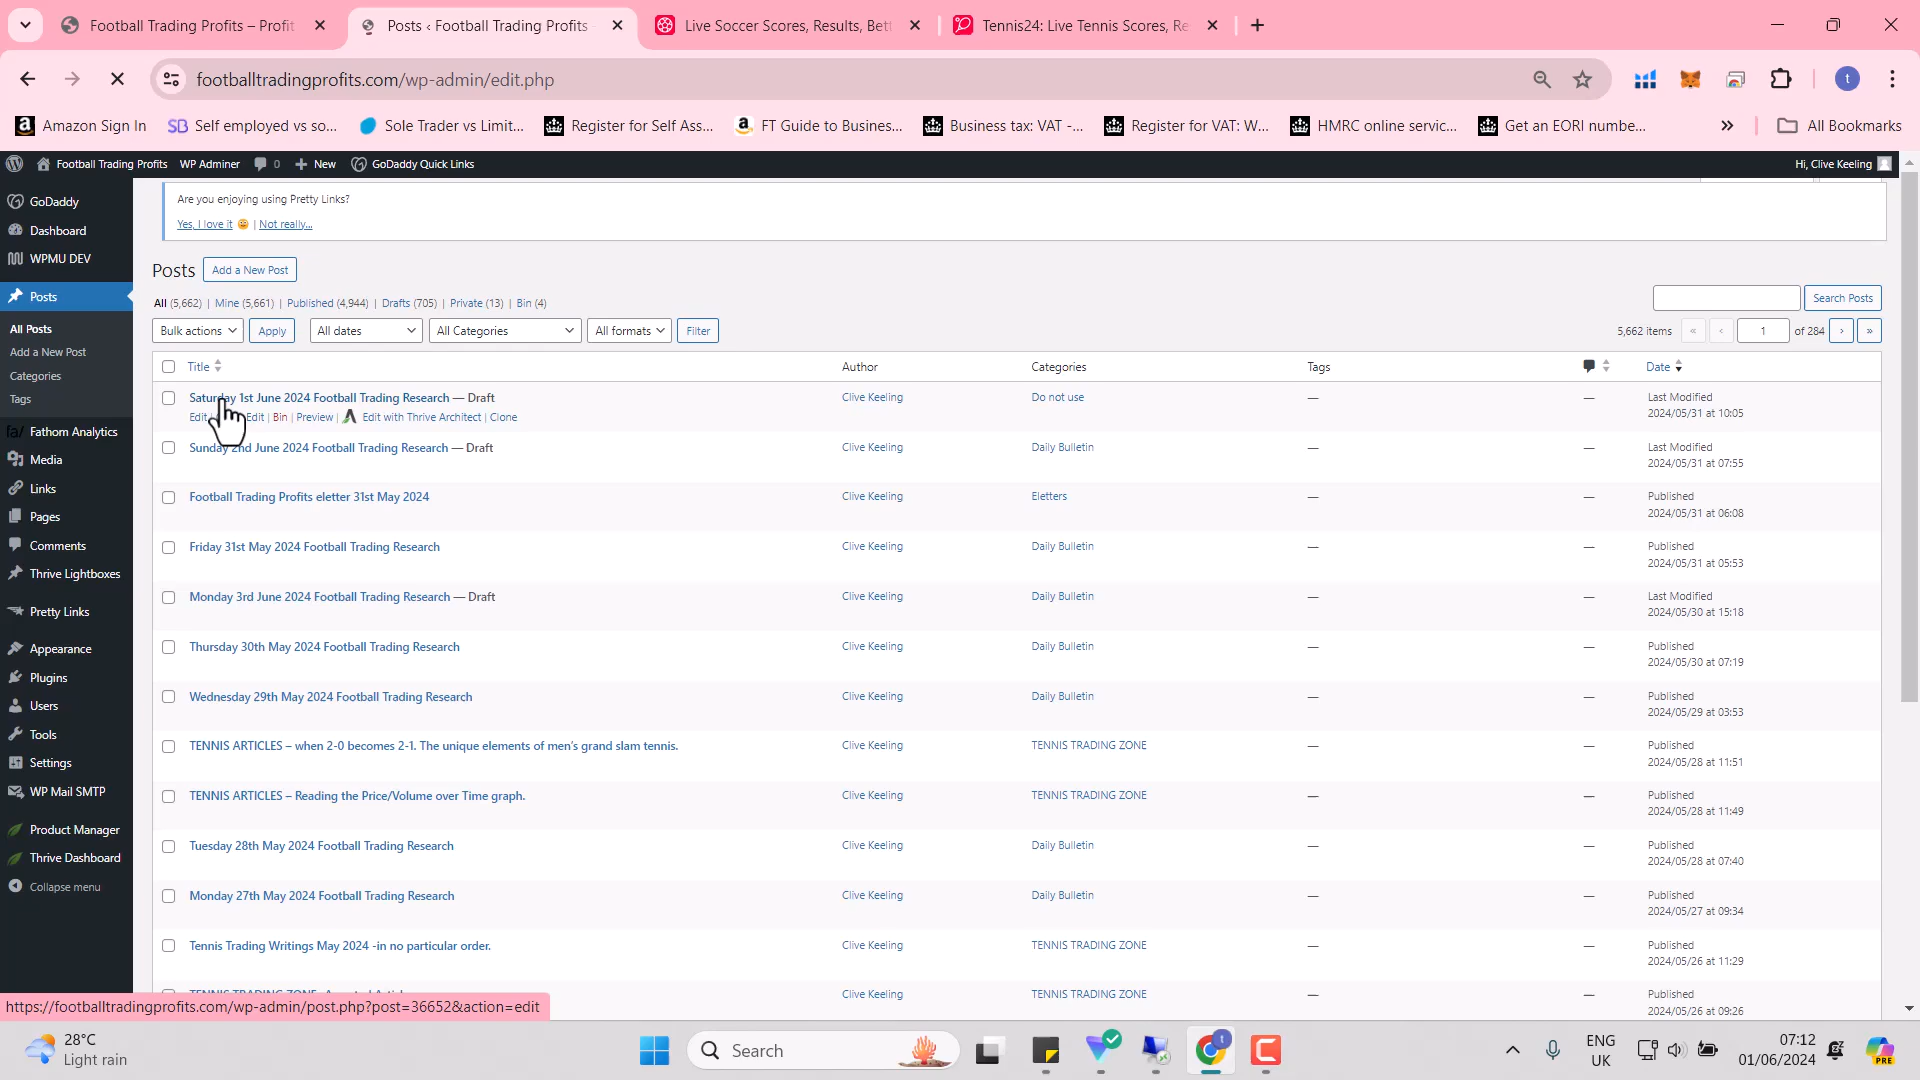 Football Trading Profits – Profit
Posts ‹ Football Trading Profits
Live Soccer Scores, Results, Bett
Tennis24: Live Tennis Scores, Re
footballtradingprofits.com/wp-admin/edit.php
t
Amazon Sign In
Self employed vs so...
Sole Trader vs Limit...
Register for Self Ass...
FT Guide to Busines...
Business tax: VAT -...
Register for VAT: W...
HMRC online servic...
Get an EORI numbe...
All Bookmarks
Football Trading Profits
WP Adminer
0
New
GoDaddy Quick Links
Hi, Clive Keeling
GoDaddy
Dashboard
WPMU DEV
Posts
All Posts
Add a New Post
Categories
Tags
Fathom Analytics
Media
Links
Pages
Comments
Thrive Lightboxes
Pretty Links
Appearance
Plugins
Users
Tools
Settings
WP Mail SMTP
Product Manager
Thrive Dashboard
Collapse menu
Are you enjoying using Pretty Links?
Yes, I love it | Not really...
Posts Add a New Post
All (5,662) | Mine (5,661) | Published (4,944) | Drafts (705) | Private (13) | Bin (4)
Search Posts
Bulk actions Apply All dates All Categories All formats Filter
5,662 items « ‹ 1 of 284 › »
Title Author Categories Tags Date
Saturday 1st June 2024 Football Trading Research — Draft Clive Keeling Do not use — — Last Modified
2024/05/31 at 10:05
Edit Edit | Bin | Preview | Edit with Thrive Architect | Clone
Sunday 2nd June 2024 Football Trading Research — Draft Clive Keeling Daily Bulletin — — Last Modified
2024/05/31 at 07:55
Football Trading Profits eletter 31st May 2024 Clive Keeling Eletters — — Published
2024/05/31 at 06:08
Friday 31st May 2024 Football Trading Research Clive Keeling Daily Bulletin — — Published
2024/05/31 at 05:53
Monday 3rd June 2024 Football Trading Research — Draft Clive Keeling Daily Bulletin — — Last Modified
2024/05/30 at 15:18
Thursday 30th May 2024 Football Trading Research Clive Keeling Daily Bulletin — — Published
2024/05/30 at 07:19
Wednesday 29th May 2024 Football Trading Research Clive Keeling Daily Bulletin — — Published
2024/05/29 at 03:53
TENNIS ARTICLES – when 2-0 becomes 2-1. The unique elements of men's grand slam tennis. Clive Keeling TENNIS TRADING ZONE — — Published
2024/05/28 at 11:51
TENNIS ARTICLES – Reading the Price/Volume over Time graph. Clive Keeling TENNIS TRADING ZONE — — Published
2024/05/28 at 11:49
Tuesday 28th May 2024 Football Trading Research Clive Keeling Daily Bulletin — — Published
2024/05/28 at 07:40
Monday 27th May 2024 Football Trading Research Clive Keeling Daily Bulletin — — Published
2024/05/27 at 09:34
Tennis Trading Writings May 2024 -in no particular order. Clive Keeling TENNIS TRADING ZONE — — Published
2024/05/26 at 11:29
Clive Keeling TENNIS TRADING ZONE — — Published
2024/05/26 at 09:26
https://footballtradingprofits.com/wp-admin/post.php?post=36652&action=edit
28°C
Light rain
Search
ENG
UK
07:12
01/06/2024
PRE